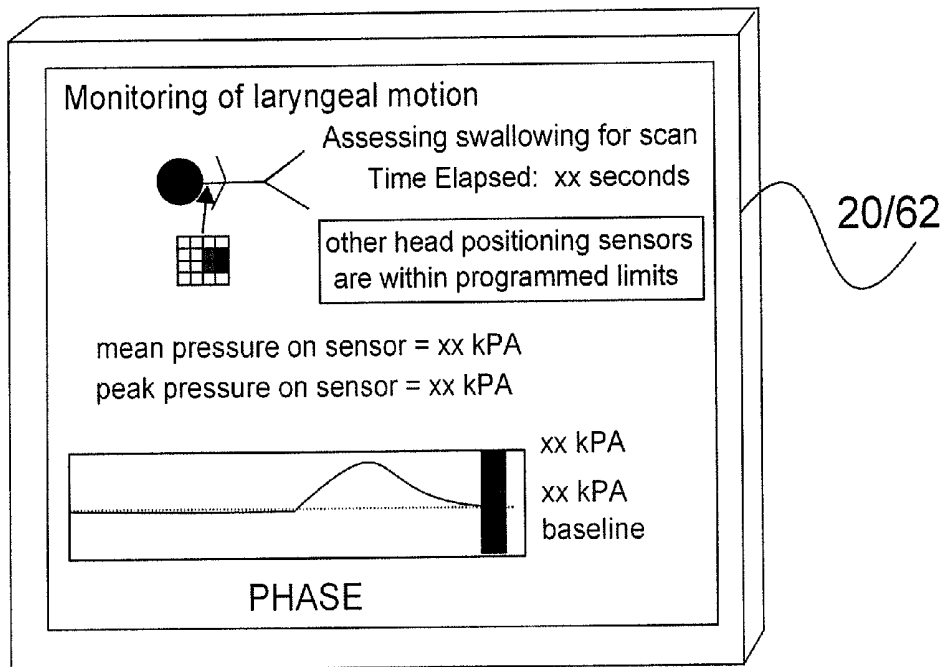 Monitoring of laryngeal motion
Assessing swallowing for scan
Time Elapsed: xx seconds
other head positioning sensors
are within programmed limits
20/62
mean pressure on sensor = xx kPA
peak pressure on sensor = xx kPA
xx kPA
xx kPA
baseline
PHASE